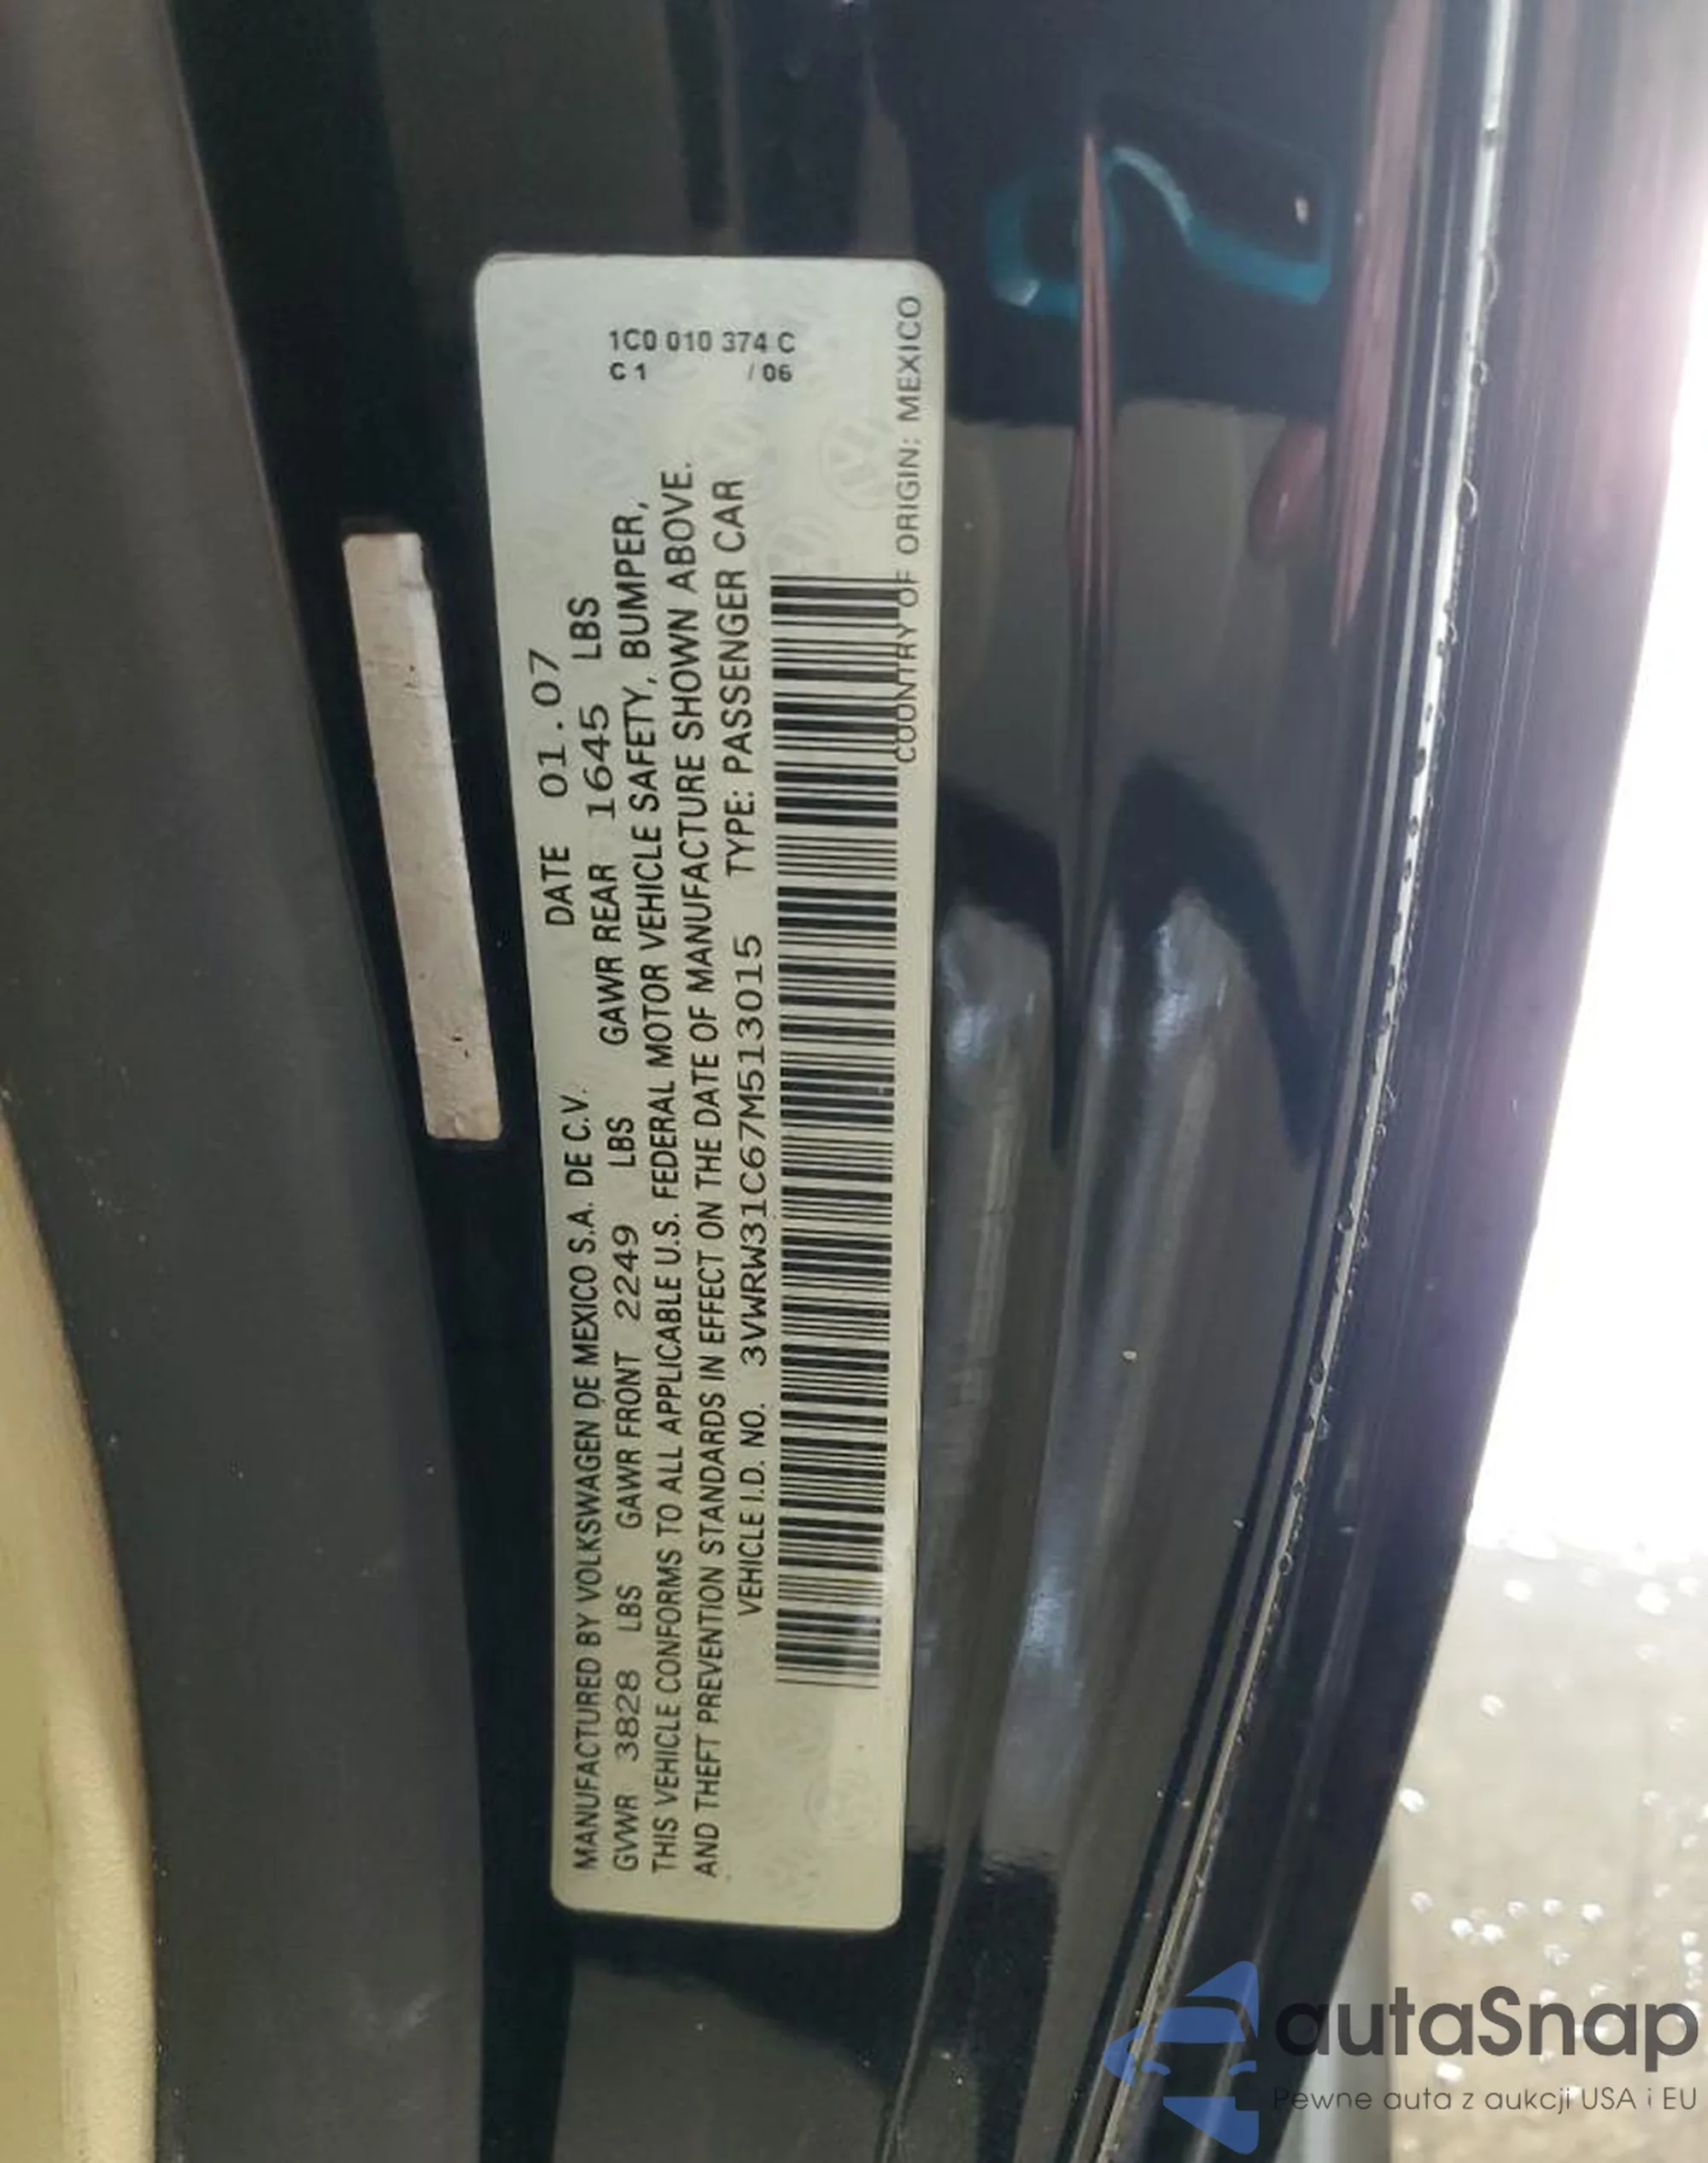 1C0 010 374 C
C 1 / 06
MANUFACTURED BY VOLKSWAGEN DE MEXICO S.A. DE C.V. DATE 01.07
GVWR 3828 LBS GAWR FRONT 2249 LBS GAWR REAR 1645 LBS
THIS VEHICLE CONFORMS TO ALL APPLICABLE U.S. FEDERAL MOTOR VEHICLE SAFETY, BUMPER,
AND THEFT PREVENTION STANDARDS IN EFFECT ON THE DATE OF MANUFACTURE SHOWN ABOVE.
VEHICLE I.D. NO. 3VWRW31C67M513015 TYPE: PASSENGER CAR
COUNTRY OF ORIGIN: MEXICO
autaSnap
Pewne auta z aukcji USA i EU